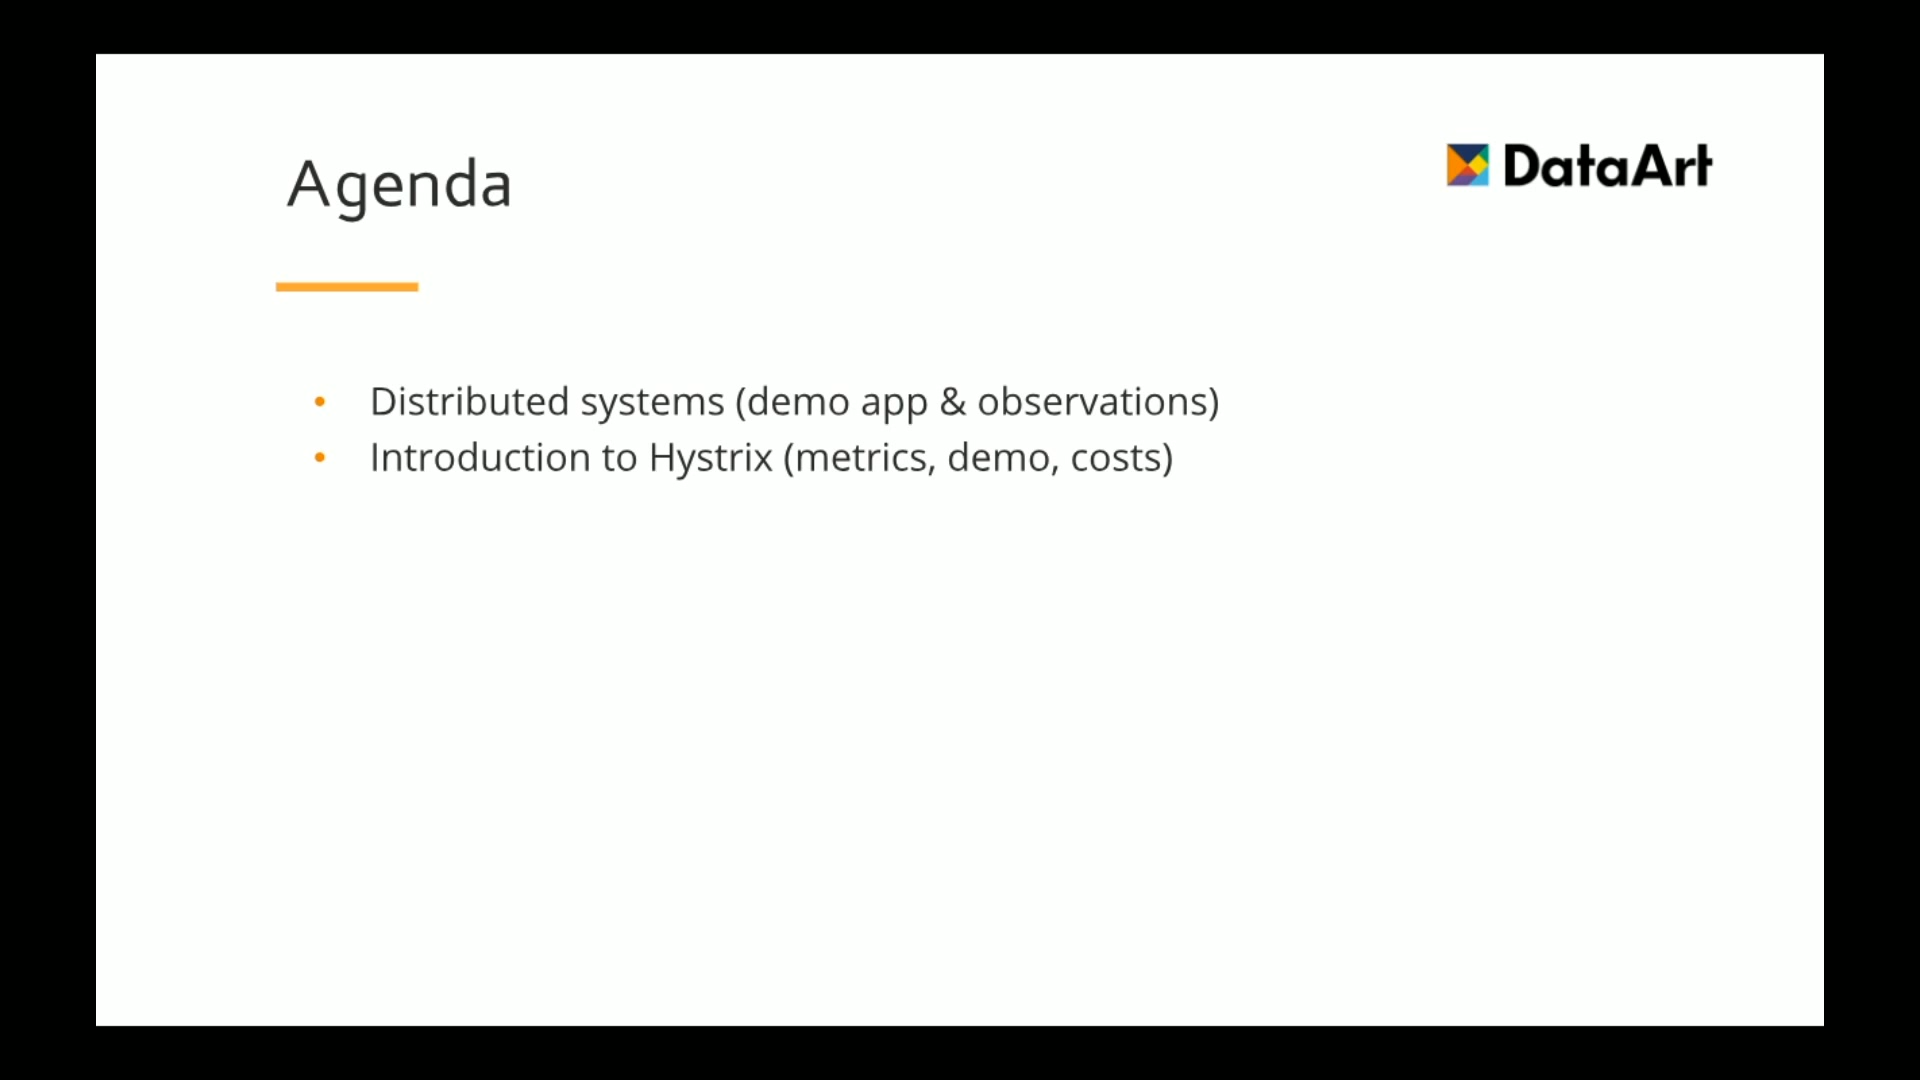 Agenda
DataArt
• Distributed systems (demo app & observations)
• Introduction to Hystrix (metrics, demo, costs)